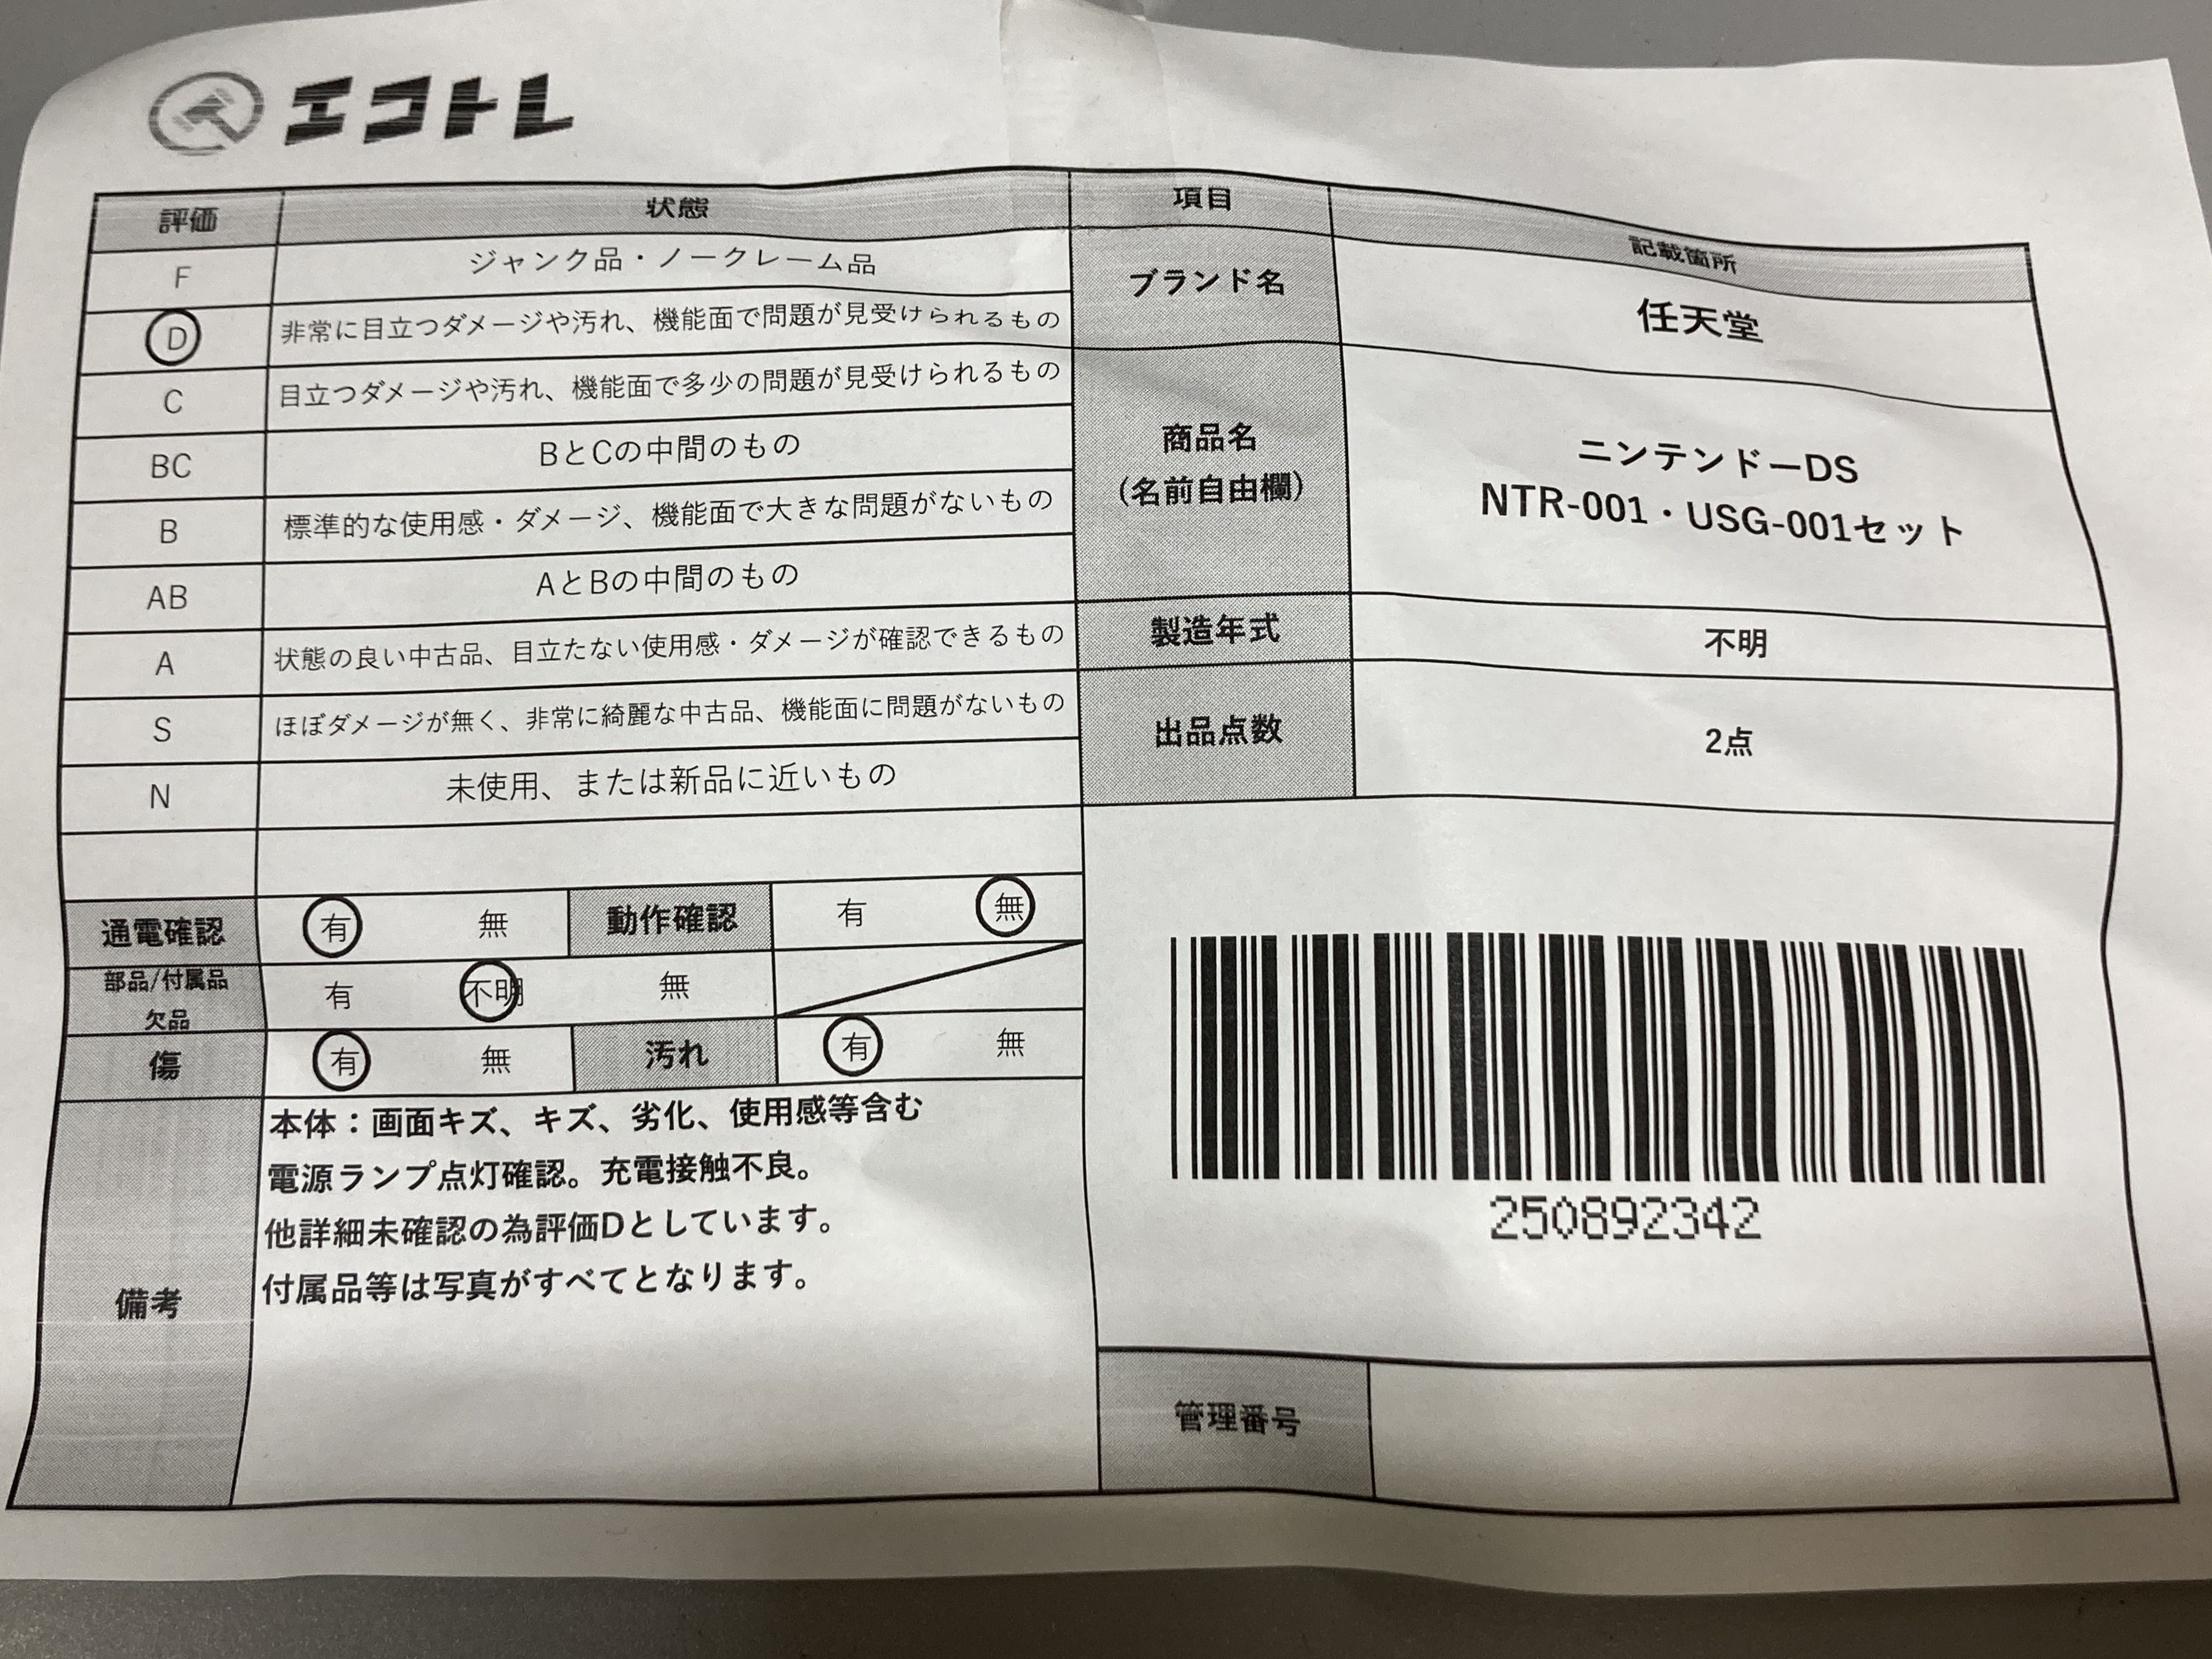 エコトレ
評価 状態
F ジャンク品・ノークレーム品
D 非常に目立つダメージや汚れ、機能面で問題が見受けられるもの
C 目立つダメージや汚れ、機能面で多少の問題が見受けられるもの
BC BとCの中間のもの
B 標準的な使用感・ダメージ、機能面で大きな問題がないもの
AB AとBの中間のもの
A 状態の良い中古品、目立たない使用感・ダメージが確認できるもの
S ほぼダメージが無く、非常に綺麗な中古品、機能面に問題がないもの
N 未使用、または新品に近いもの
通電確認 有 無 動作確認 有 無
部品/付属品
欠品
有 不明 無
傷 有 無 汚れ 有 無
備考
本体：画面キズ、キズ、劣化、使用感等含む
電源ランプ点灯確認。充電接触不良。
他詳細未確認の為評価Dとしています。
付属品等は写真がすべてとなります。
項目 記載箇所
ブランド名 任天堂
商品名
(名前自由欄)
ニンテンドーDS
NTR-001・USG-001セット
製造年式 不明
出品点数 2点
250892342
管理番号